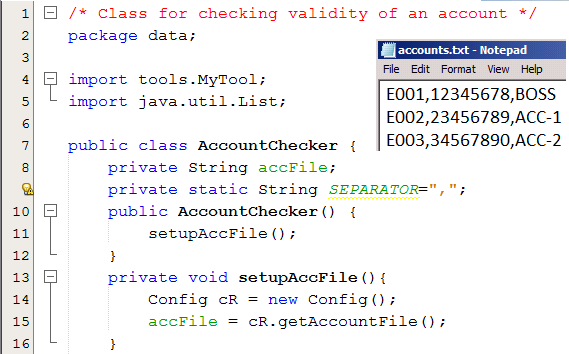 1 /* Class for checking validity of an account */
2 package data;
3
4 import tools.MyTool;
5 import java.util.List;
6
7 public class AccountChecker {
8 private String accFile;
private static String SEPARATOR=",";
10 public AccountChecker() {
11 setupAccFile();
12 }
13 private void setupAccFile(){
14 Config cR = new Config();
15 accFile = cR.getAccountFile();
16 }
accounts.txt - Notepad
File Edit Format View Help
E001,12345678,BOSS
E002,23456789,ACC-1
E003,34567890,ACC-2